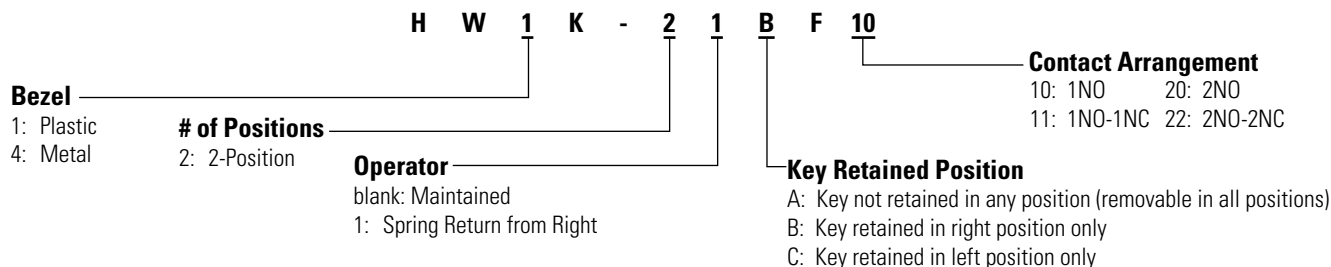 H W 1 K - 2 1 B F 10
Contact Arrangement
10: 1NO 20: 2NO
11: 1NO-1NC 22: 2NO-2NC
Bezel
1: Plastic
4: Metal
# of Positions
2: 2-Position
Operator
blank: Maintained
1: Spring Return from Right
Key Retained Position
A: Key not retained in any position (removable in all positions)
B: Key retained in right position only
C: Key retained in left position only